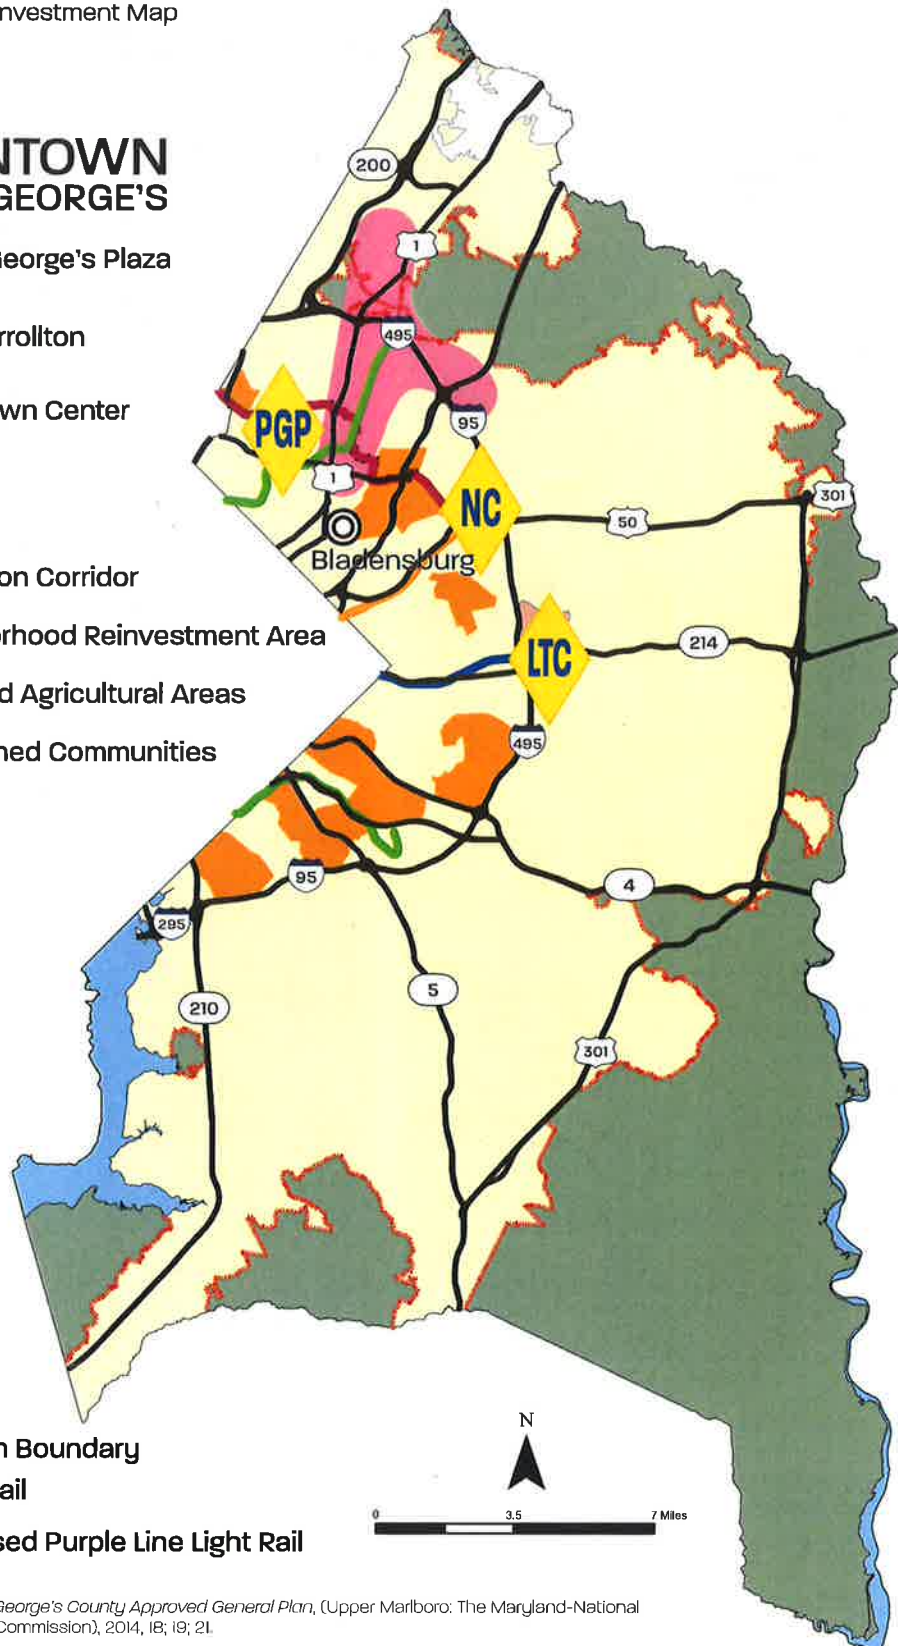 nvestment Map
NTOWN
GEORGE'S
George's Plaza
rrollton
wn Center
on Corridor
rhood Reinvestment Area
d Agricultural Areas
ned Communities
200
1
495
PGP
95
1
NC
301
50
Bladensburg
214
LTC
495
95
4
295
5
210
301
n Boundary
ail
sed Purple Line Light Rail
N
0 3.5 7 Miles
George's County Approved General Plan, (Upper Marlboro: The Maryland-National
Commission), 2014, 18; 19; 21.